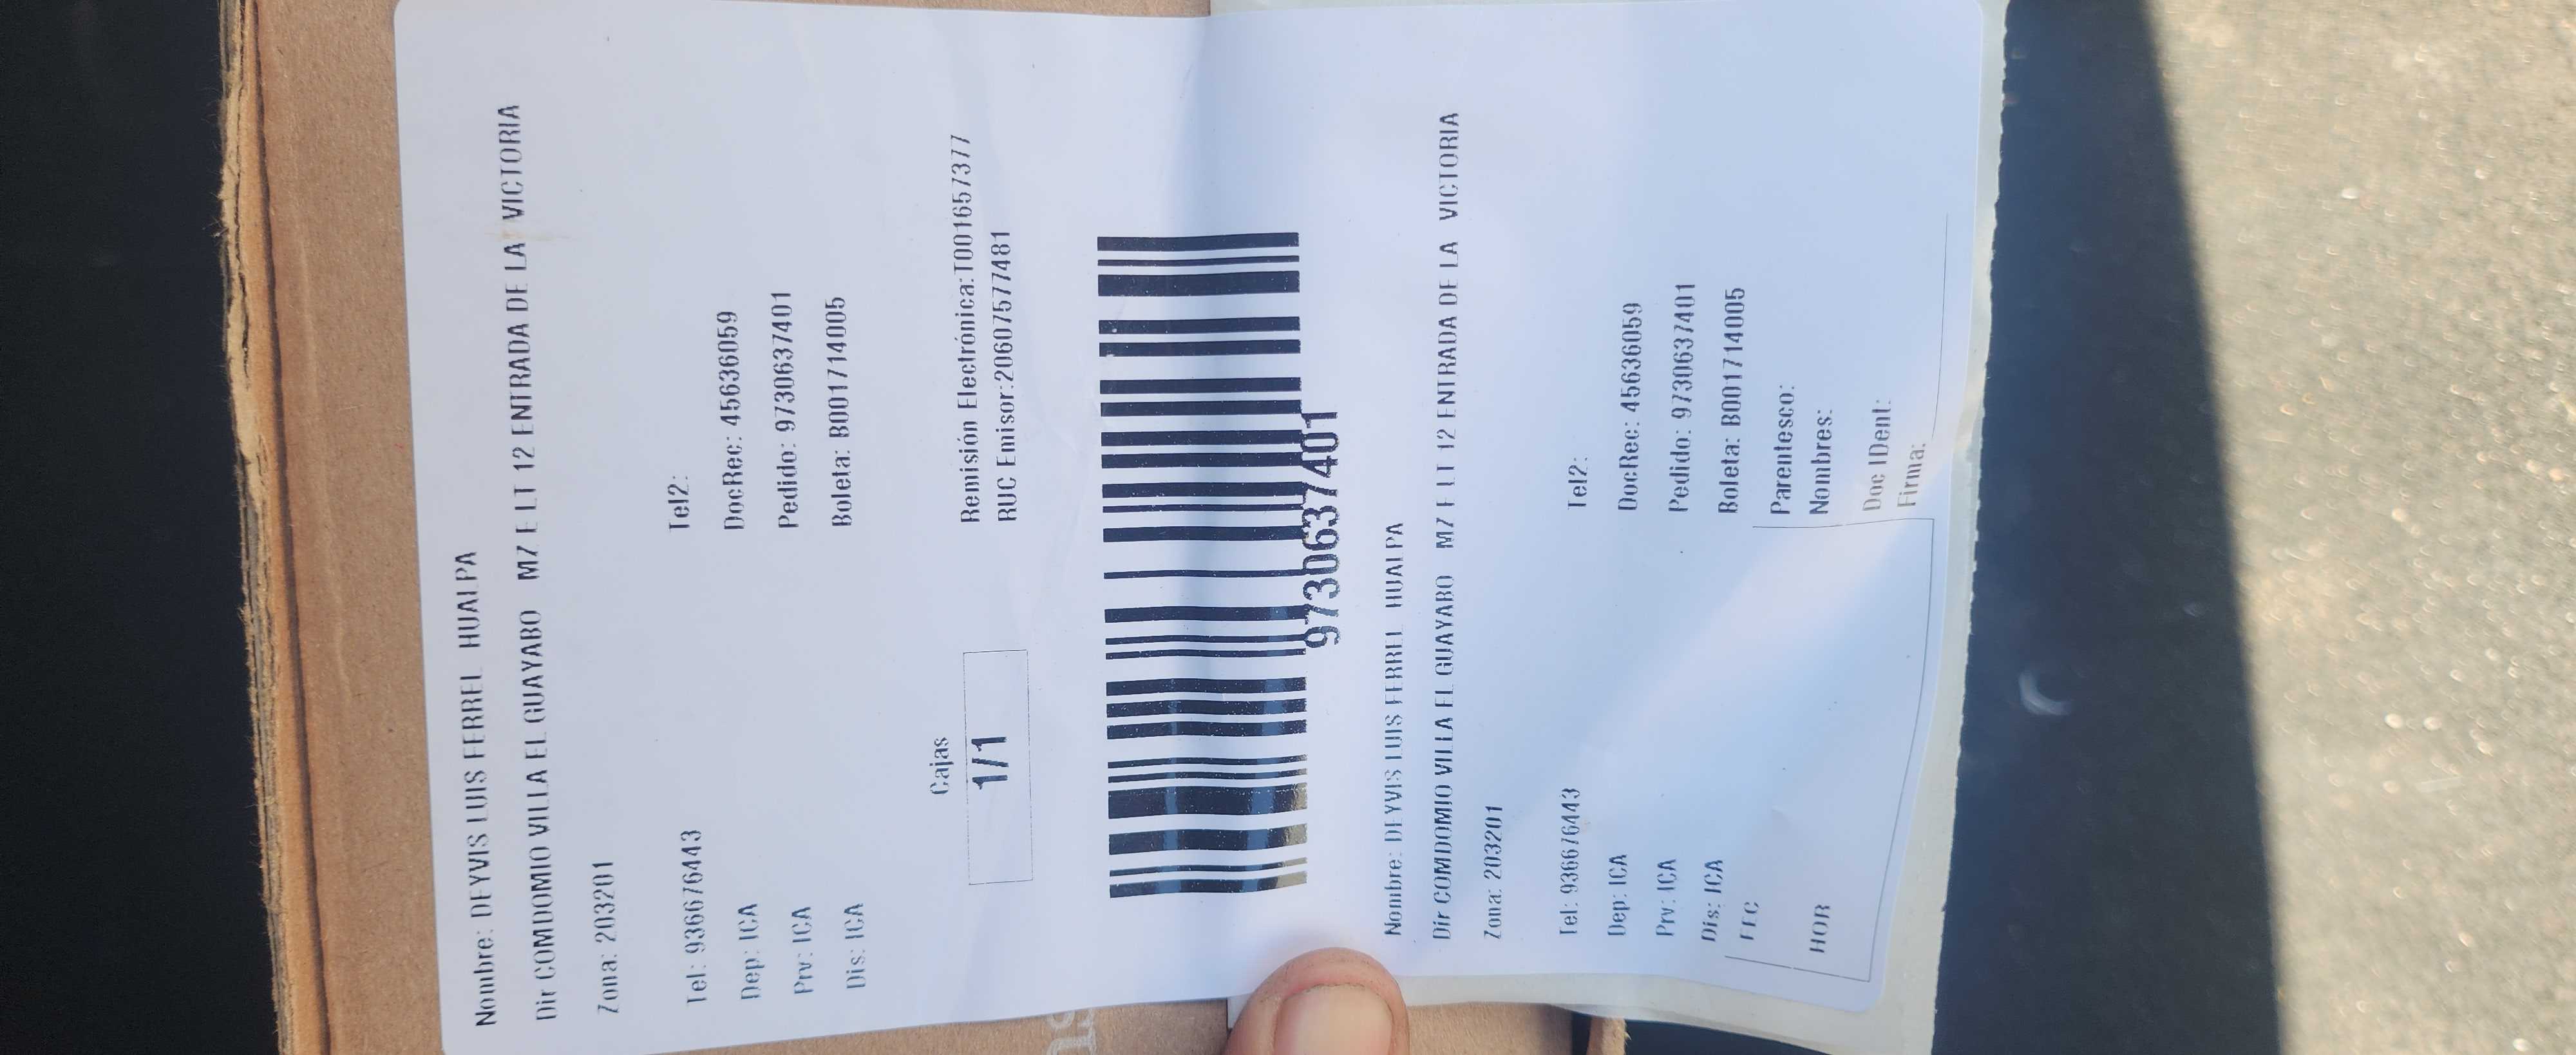 Nombre: DEYVIS LUIS FERREL HUALPA
Dir COMDOMIO VILLA EL GUAYABO MZ E LT 12 ENTRADA DE LA VICTORIA
Zona: 203201
Tel: 936676443 Tel2:
Dep: ICA DocRec: 45636059
Prv: ICA Pedido: 9730637401
Dis: ICA Boleta: B001714005
Cajas
1/1
Remisión Electrónica:T001657377
RUC Emisor:20607577481
9730637401
Nombre: DEYVIS LUIS FERREL HUALPA
Dir COMDOMIO VILLA EL GUAYABO MZ E LT 12 ENTRADA DE LA VICTORIA
Zona: 203201
Tel: 936676443 Tel2:
Dep: ICA DocRec: 45636059
Prv: ICA Pedido: 9730637401
Dis: ICA Boleta: B001714005
FEC Parentesco:
HOR Nombres:
Doc IDent:
Firma: